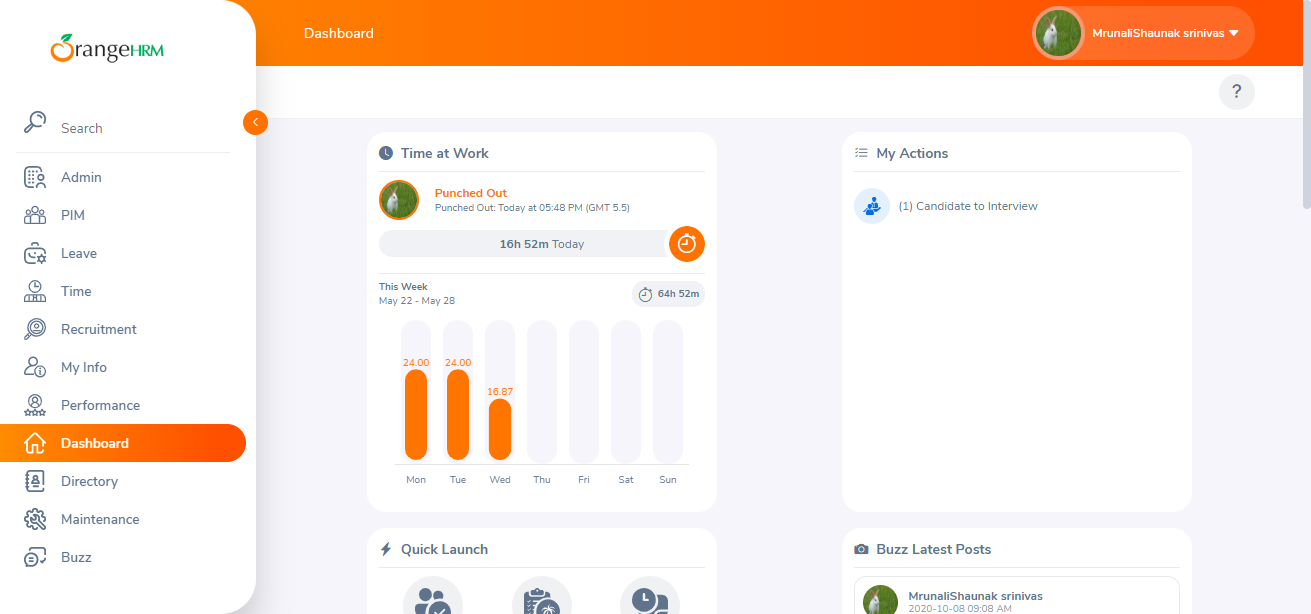 OrangeHRM
Search
Admin
PIM
Leave
Time
Recruitment
My Info
Performance
Dashboard
Directory
Maintenance
Buzz
Dashboard
MrunaliShaunak srinivas
?
Time at Work
Punched Out
Punched Out: Today at 05:48 PM (GMT 5.5)
16h 52m Today
This Week
May 22 - May 28
64h 52m
24.00 24.00 16.87
Mon Tue Wed Thu Fri Sat Sun
My Actions
(1) Candidate to Interview
Quick Launch
Buzz Latest Posts
MrunaliShaunak srinivas
2020-10-08 09:08 AM